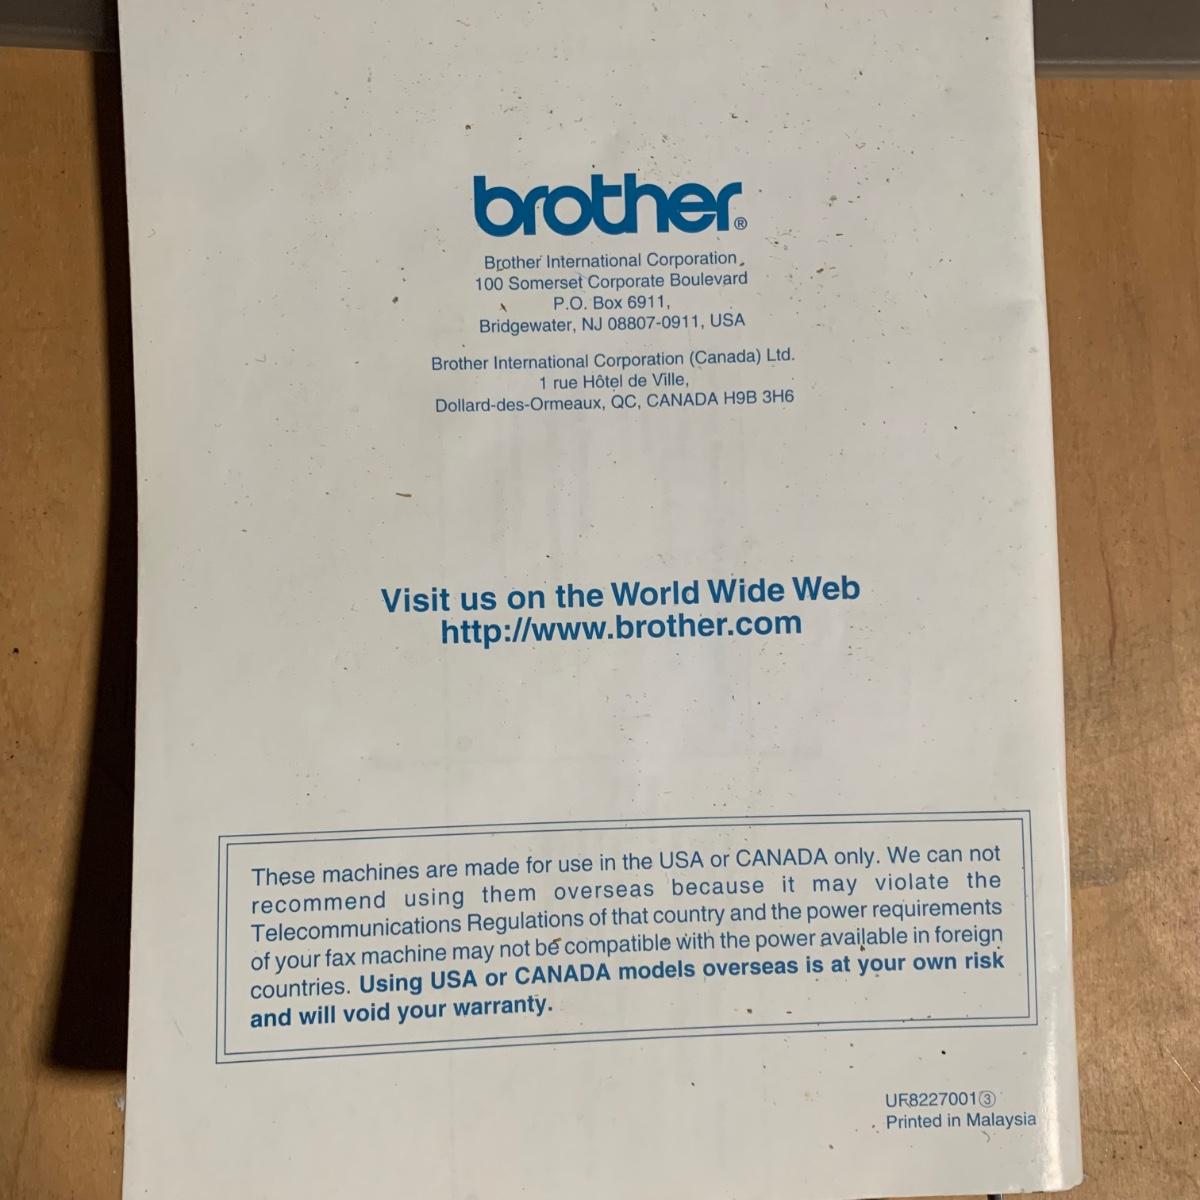 brother®
Brother International Corporation
100 Somerset Corporate Boulevard
P.O. Box 6911,
Bridgewater, NJ 08807-0911, USA
Brother International Corporation (Canada) Ltd.
1 rue Hôtel de Ville,
Dollard-des-Ormeaux, QC, CANADA H9B 3H6
Visit us on the World Wide Web
http://www.brother.com
These machines are made for use in the USA or CANADA only. We can not
recommend using them overseas because it may violate the
Telecommunications Regulations of that country and the power requirements
of your fax machine may not be compatible with the power available in foreign
countries. Using USA or CANADA models overseas is at your own risk
and will void your warranty.
UF8227001③
Printed in Malaysia